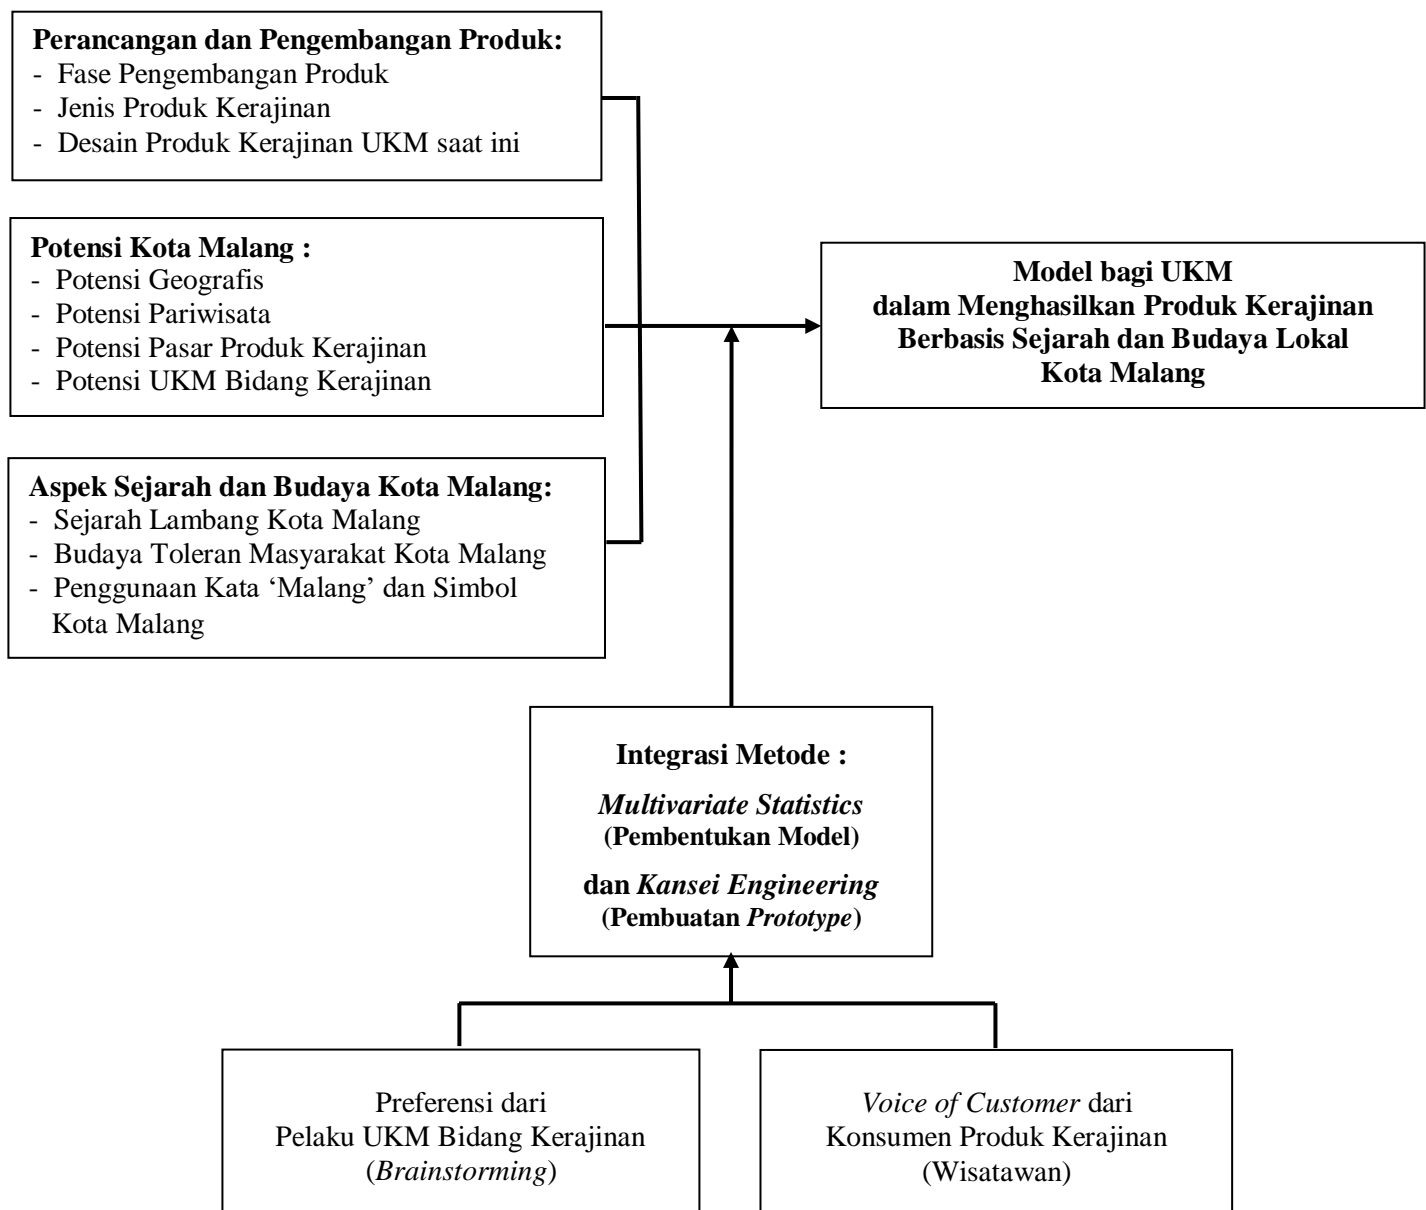 Perancangan dan Pengembangan Produk:
- Fase Pengembangan Produk
- Jenis Produk Kerajinan
- Desain Produk Kerajinan UKM saat ini
Potensi Kota Malang :
- Potensi Geografis
- Potensi Pariwisata
- Potensi Pasar Produk Kerajinan
- Potensi UKM Bidang Kerajinan
Aspek Sejarah dan Budaya Kota Malang:
- Sejarah Lambang Kota Malang
- Budaya Toleran Masyarakat Kota Malang
- Penggunaan Kata ‘Malang’ dan Simbol
Kota Malang
Model bagi UKM
dalam Menghasilkan Produk Kerajinan
Berbasis Sejarah dan Budaya Lokal
Kota Malang
Integrasi Metode :
Multivariate Statistics
(Pembentukan Model)
dan Kansei Engineering
(Pembuatan Prototype)
Preferensi dari
Pelaku UKM Bidang Kerajinan
(Brainstorming)
Voice of Customer dari
Konsumen Produk Kerajinan
(Wisatawan)